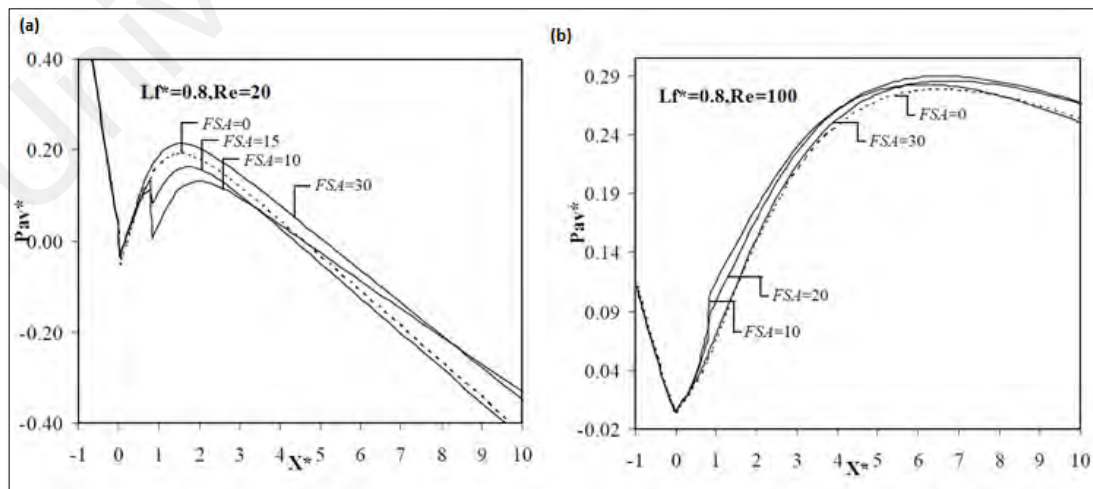 Univ
(a)
0.40
Lf*=0.8,Re=20
FSA=0
0.20
FSA=15
FSA=10
FSA=30
Pav*
0.00
-0.20
-0.40
-1 0 1 2 3 4 5 6 7 8 9 10
X*
(b)
0.29
Lf*=0.8,Re=100
FSA=0
0.24
FSA=30
0.19
Pav*
0.14
FSA=20
0.09
FSA=10
0.04
-0.02
-1 0 1 2 3 4 5 6 7 8 9 10
X*